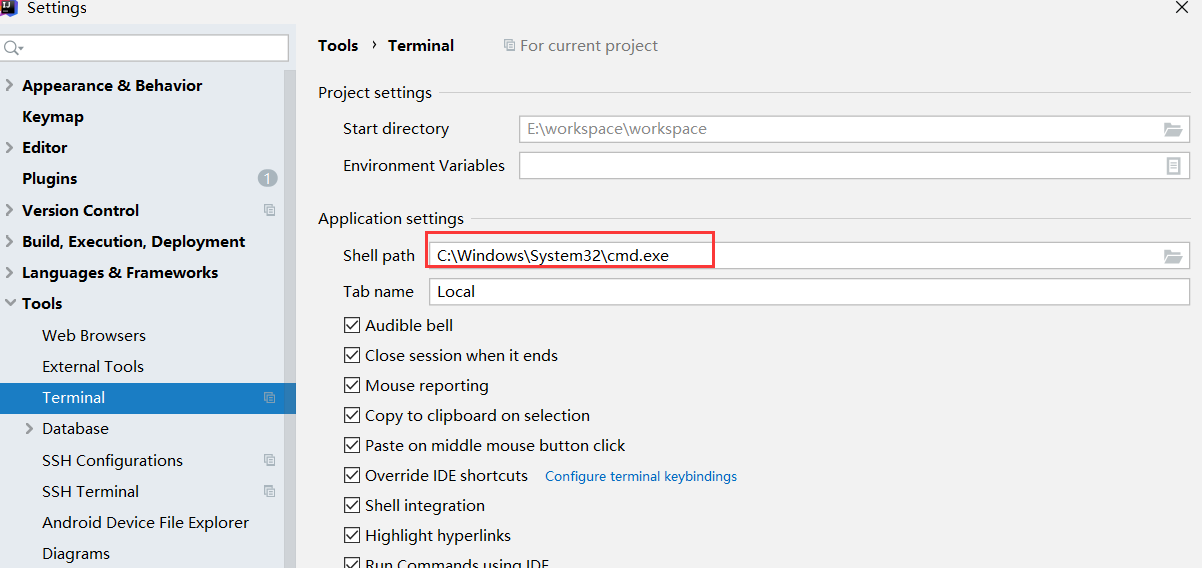 Settings
Tools › Terminal For current project
Appearance & Behavior
Keymap
Editor
Plugins 1
Version Control
Build, Execution, Deployment
Languages & Frameworks
Tools
Web Browsers
External Tools
Terminal
Database
SSH Configurations
SSH Terminal
Android Device File Explorer
Diagrams
Project settings
Start directory E:\workspace\workspace
Environment Variables
Application settings
Shell path C:\Windows\System32\cmd.exe
Tab name Local
Audible bell
Close session when it ends
Mouse reporting
Copy to clipboard on selection
Paste on middle mouse button click
Override IDE shortcuts Configure terminal keybindings
Shell integration
Highlight hyperlinks
Run Commands using IDE